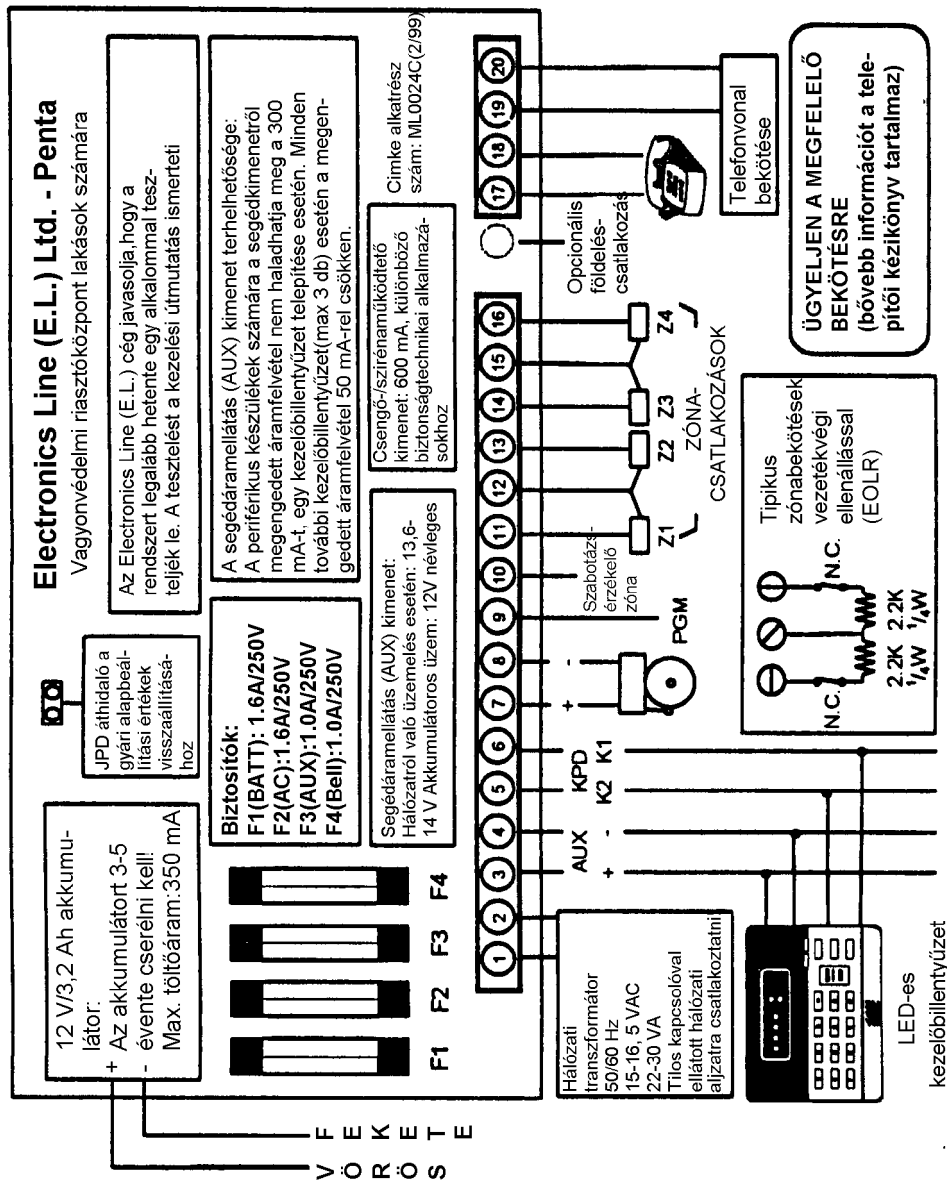 Electronics Line (E.L.) Ltd. - Penta
Vagyonvédelmi riasztóközpont lakások számára
12 V/3,2 Ah akkumu-
látor:
+ Az akkumulátort 3-5
- évente cserélni kell!
Max. töltőáram:350 mA
VÖRÖS
FEKETE
JPD áthidaló a
gyári alapbeál-
lítási értékek
visszaállításá-
hoz
Az Electronics Line (E.L.) cég javasolja,hogy a
rendszert legalább hetente egy alkalommal tesz-
teljék le. A tesztelést a kezelési útmutatás ismerteti
F1
F2
F3
F4
Biztosítók:
F1(BATT): 1.6A/250V
F2(AC):1.6A/250V
F3(AUX):1.0A/250V
F4(Bell):1.0A/250V
A segédáramellátás (AUX) kimenet terhelhetősége:
A periférikus készülékek számára a segédkimenetről
megengedett áramfelvétel nem haladhatja meg a 300
mA-t, egy kezelőbillentyűzet telepítése esetén. Minden
további kezelőbillentyűzet(max 3 db) esetén a megen-
gedett áramfelvétel 50 mA-rel csökken.
Segédáramellátás (AUX) kimenet:
Hálózatról való üzemelés esetén: 13,6-
14 V Akkumulátoros üzem: 12V névleges
Csengő-/szirénaműködtető
kimenet: 600 mA, különböző
biztonságtechnikai alkalmazá-
sokhoz
Cimke alkatrész
szám: ML0024C(2/99)
1 2 3 4 5 6 7 8 9 10 11 12 13 14 15 16 17 18 19 20
Hálózati
transzformátor
50/60 Hz
15-16, 5 VAC
22-30 VA
Tilos kapcsolóval
ellátott hálózati
aljzatra csatlakoztatni!
AUX
+ -
KPD
K2 K1
+ -
PGM
Szabotázs-
érzékelő
zóna
Z1 Z2 Z3 Z4
ZÓNA-
CSATLAKOZÁSOK
Opcionális
földelés-
csatlakozás
Telefonvonal
bekötése
LED-es
kezelőbillentyűzet
N.C.
N.C.
2.2K 2.2K
1/4W 1/4W
Tipikus
zónabekötések
vezetékvégi
ellenállással
(EOLR)
ÜGYELJEN A MEGFELELŐ
BEKÖTÉSRE
(bővebb információt a tele-
pítői kézikönyv tartalmaz)